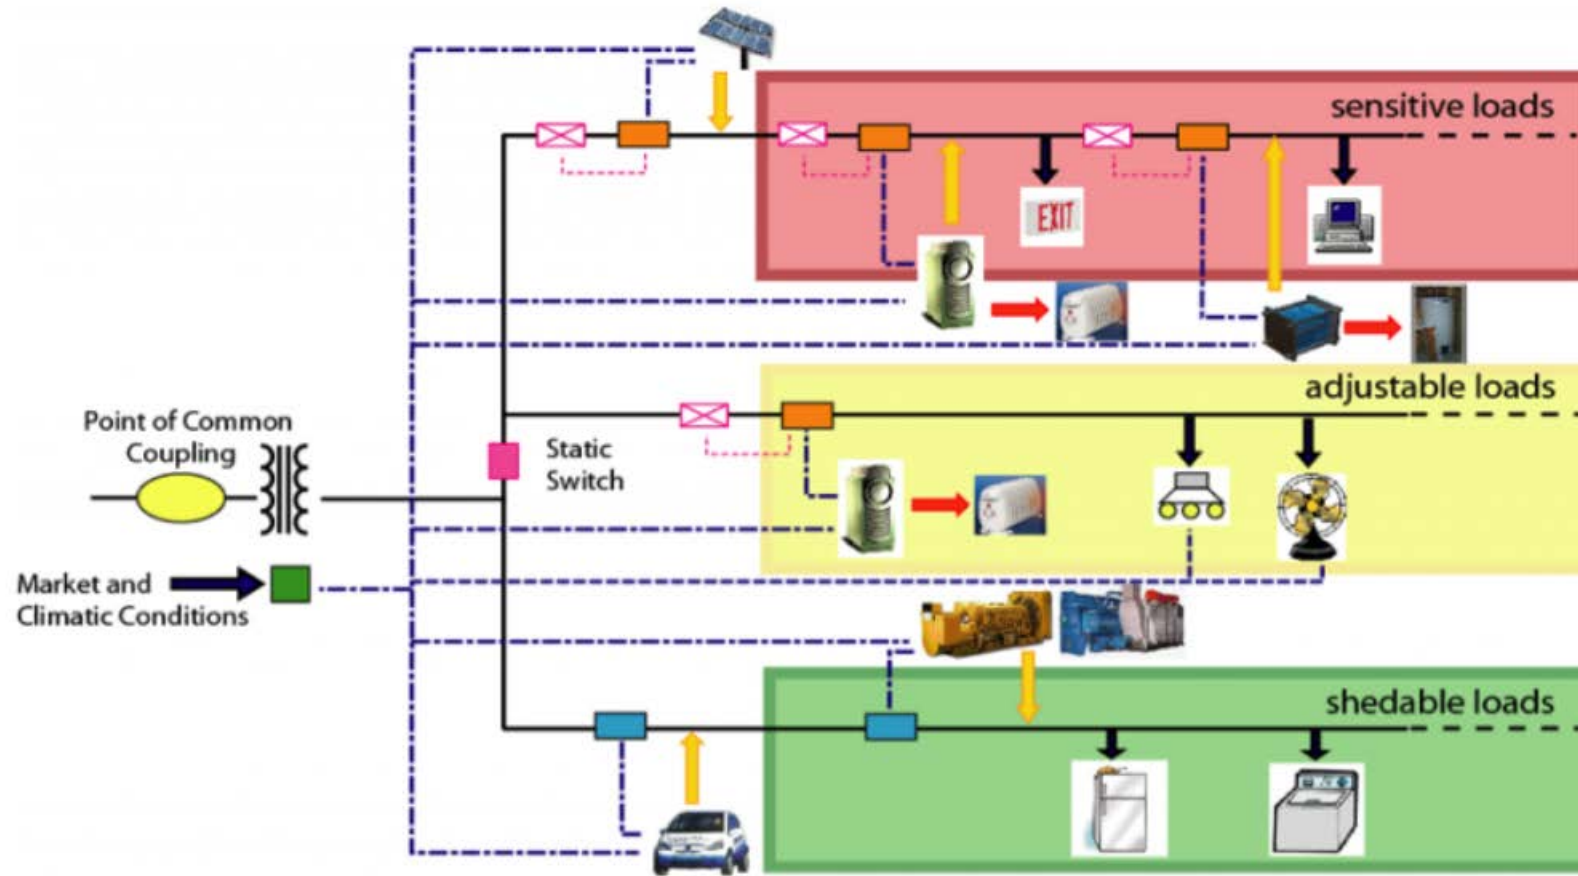 sensitive loads
EXIT
adjustable loads
Point of Common
Coupling
Static
Switch
Market and
Climatic Conditions
shedable loads